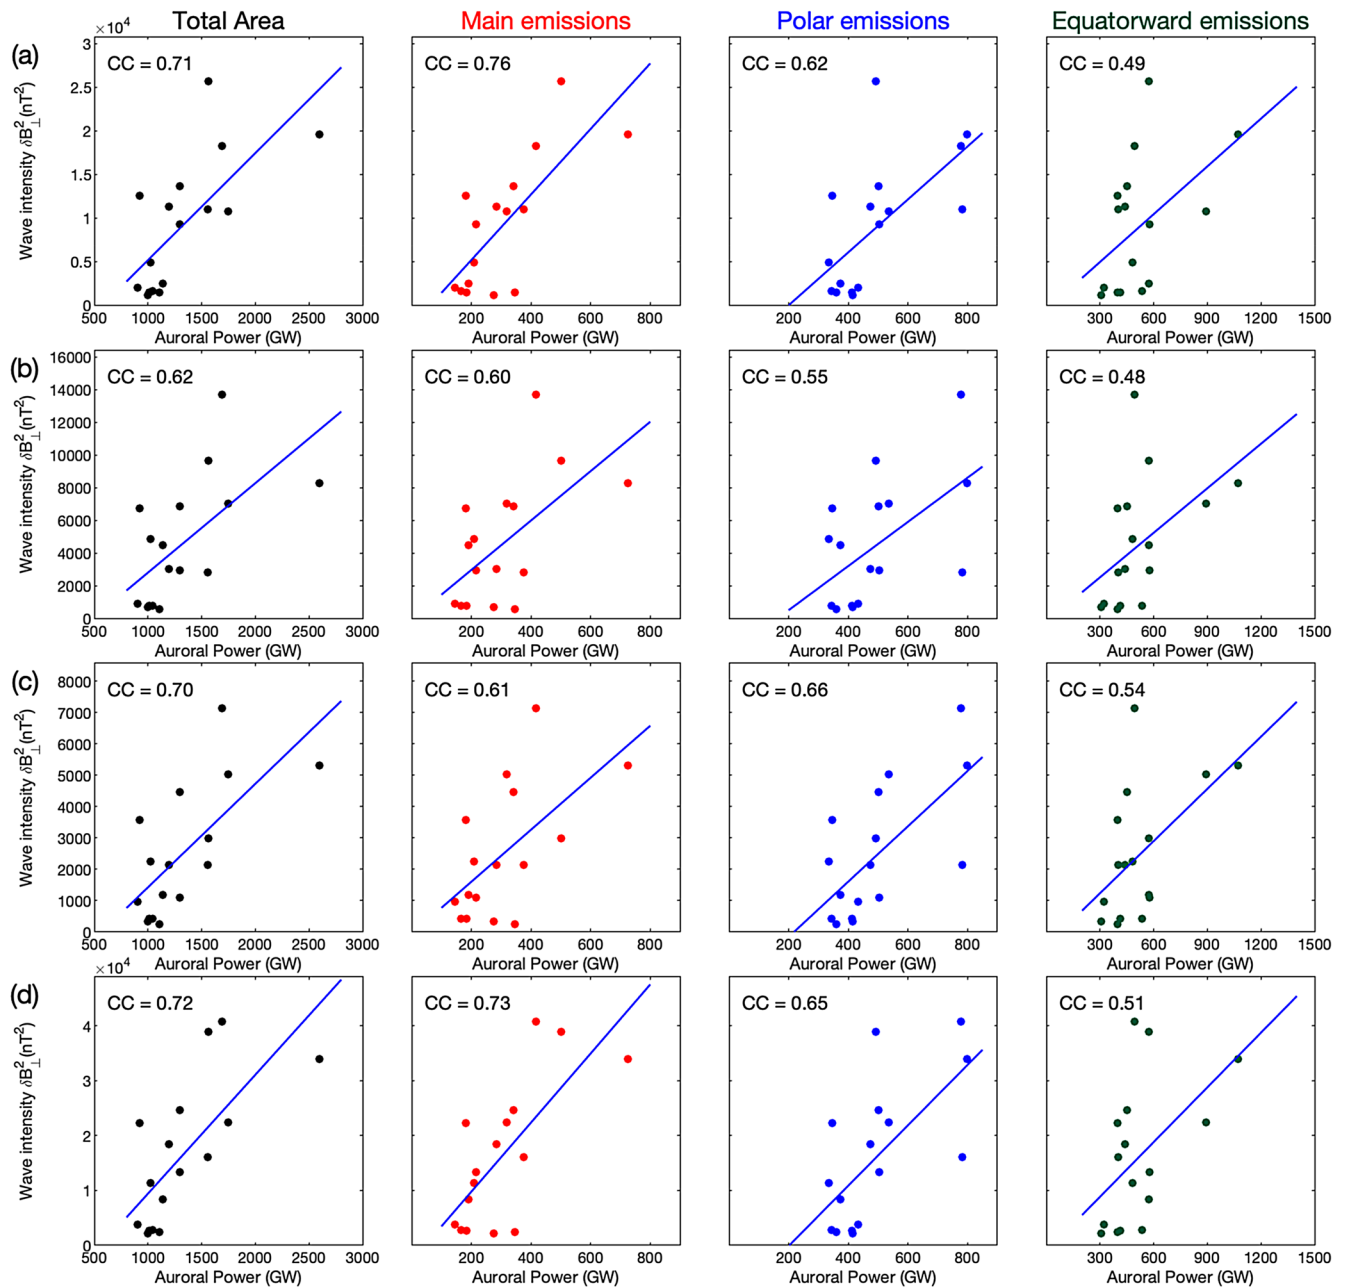 Total Area Main emissions Polar emissions Equatorward emissions
×10⁴
(a)
CC = 0.71 CC = 0.76 CC = 0.62 CC = 0.49
Wave intensity δB⊥²(nT²)
3
2.5
2
1.5
1
0.5
0
500 1000 1500 2000 2500 3000 200 400 600 800 200 400 600 800 300 600 900 1200 1500
Auroral Power (GW) Auroral Power (GW) Auroral Power (GW) Auroral Power (GW)
(b)
CC = 0.62 CC = 0.60 CC = 0.55 CC = 0.48
Wave intensity δB⊥²(nT²)
16000
14000
12000
10000
8000
6000
4000
2000
0
500 1000 1500 2000 2500 3000 200 400 600 800 200 400 600 800 300 600 900 1200 1500
Auroral Power (GW) Auroral Power (GW) Auroral Power (GW) Auroral Power (GW)
(c)
CC = 0.70 CC = 0.61 CC = 0.66 CC = 0.54
Wave intensity δB⊥²(nT²)
8000
7000
6000
5000
4000
3000
2000
1000
0
500 1000 1500 2000 2500 3000 200 400 600 800 200 400 600 800 300 600 900 1200 1500
Auroral Power (GW) Auroral Power (GW) Auroral Power (GW) Auroral Power (GW)
×10⁴
(d)
CC = 0.72 CC = 0.73 CC = 0.65 CC = 0.51
Wave intensity δB⊥²(nT²)
4
3
2
1
0
500 1000 1500 2000 2500 3000 200 400 600 800 200 400 600 800 300 600 900 1200 1500
Auroral Power (GW) Auroral Power (GW) Auroral Power (GW) Auroral Power (GW)